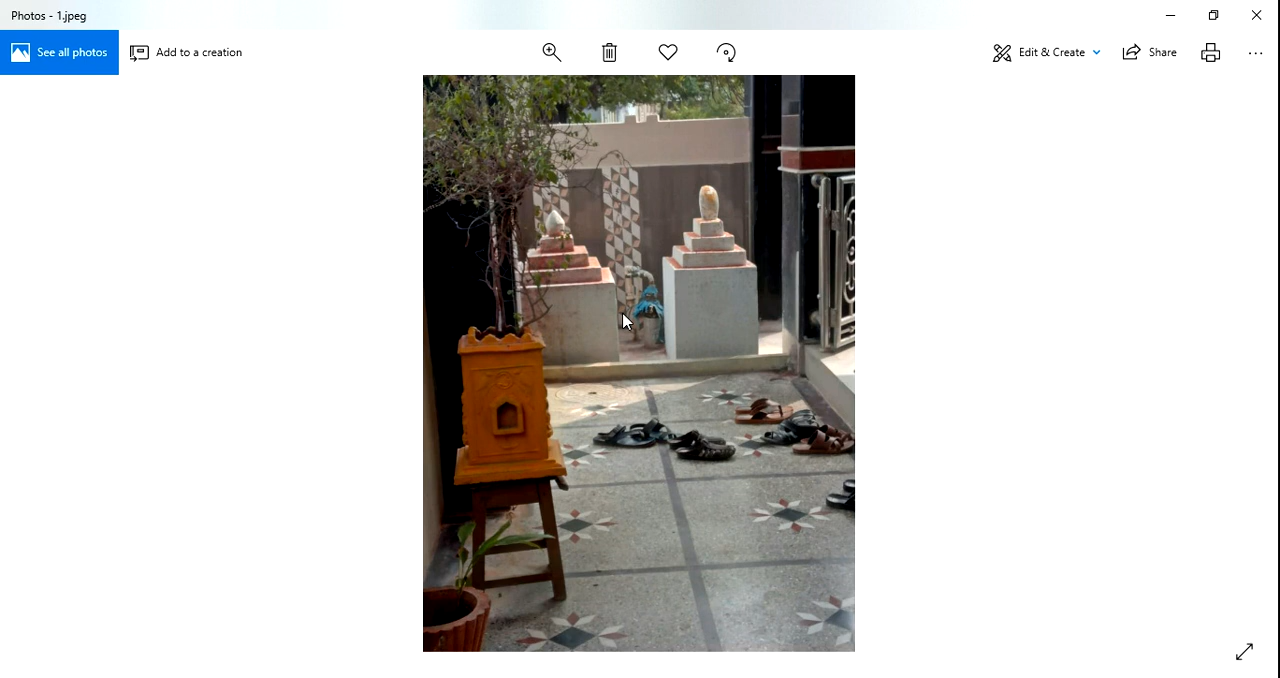 Photos - 1.jpeg
See all photos
Add to a creation
Edit & Create
Share